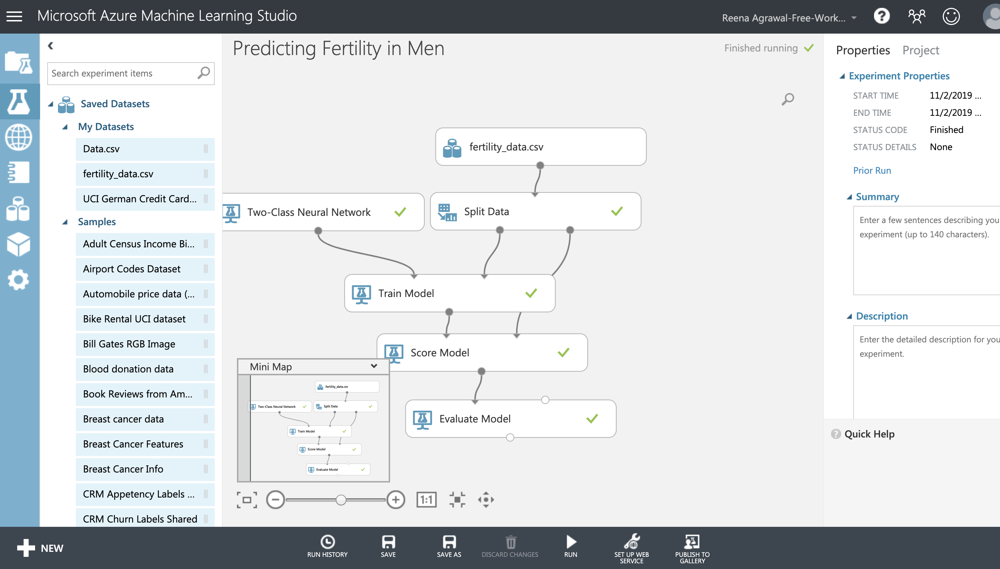 Microsoft Azure Machine Learning Studio
Reena Agrawal-Free-Work...
?
Search experiment items
Saved Datasets
My Datasets
Data.csv
fertility_data.csv
UCI German Credit Card...
Samples
Adult Census Income Bi...
Airport Codes Dataset
Automobile price data (...
Bike Rental UCI dataset
Bill Gates RGB Image
Blood donation data
Book Reviews from Am...
Breast cancer data
Breast Cancer Features
Breast Cancer Info
CRM Appetency Labels ...
CRM Churn Labels Shared
Predicting Fertility in Men
Finished running
fertility_data.csv
Two-Class Neural Network
Split Data
Train Model
Score Model
Evaluate Model
Mini Map
fertility_data.csv
Two-Class Neural Network
Split Data
Train Model
Score Model
Evaluate Model
1:1
Properties
Project
Experiment Properties
START TIME 11/2/2019 ...
END TIME 11/2/2019 ...
STATUS CODE Finished
STATUS DETAILS None
Prior Run
Summary
Enter a few sentences describing you
experiment (up to 140 characters).
Description
Enter the detailed description for you
experiment.
? Quick Help
NEW
RUN HISTORY
SAVE
SAVE AS
DISCARD CHANGES
RUN
SET UP WEB
SERVICE
PUBLISH TO
GALLERY